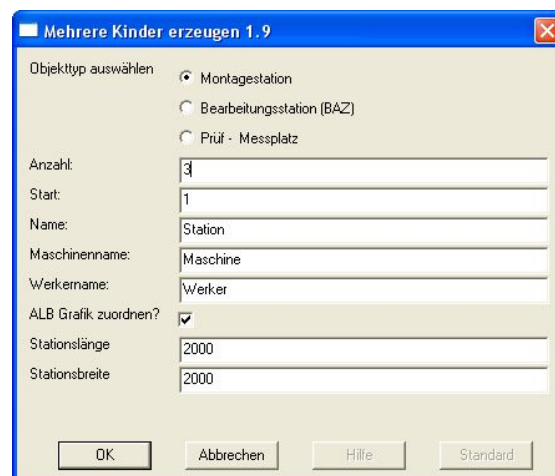 Mehrere Kinder erzeugen 1.9
Objekttyp auswählen
Montagestation
Bearbeitungsstation (BAZ)
Prüf - Messplatz
Anzahl: 3
Start: 1
Name: Station
Maschinenname: Maschine
Werkername: Werker
ALB Grafik zuordnen?
Stationslänge 2000
Stationsbreite 2000
OK Abbrechen Hilfe Standard